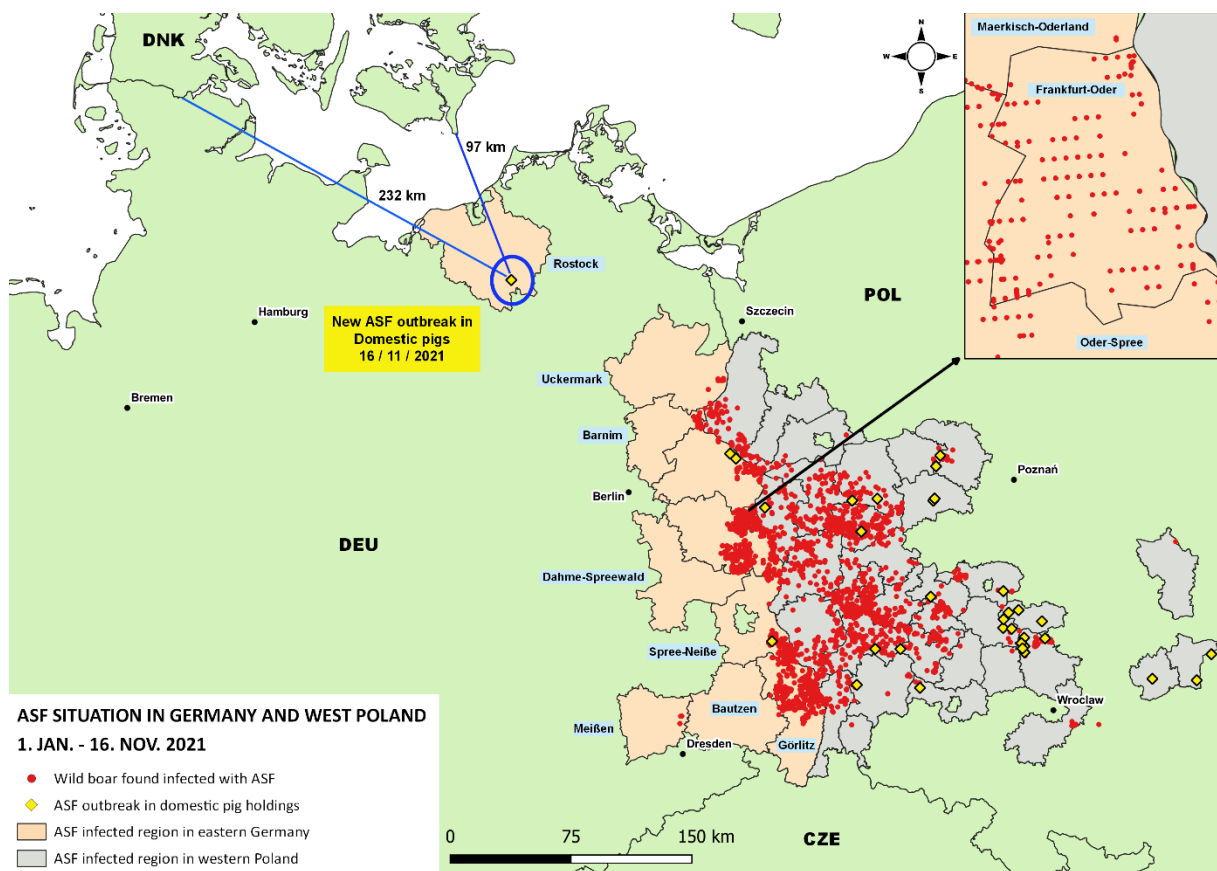 DNK
N
W
E
S
Maerkisch-Oderland
Frankfurt-Oder
Oder-Spree
97 km
232 km
Rostock
POL
Hamburg
Szczecin
New ASF outbreak in
Domestic pigs
16 / 11 / 2021
Uckermark
Bremen
Barnim
Poznań
Berlin
DEU
Dahme-Spreewald
Spree-Neiße
Bautzen
Wroclaw
Meißen
Dresden
Görlitz
ASF SITUATION IN GERMANY AND WEST POLAND
1. JAN. - 16. NOV. 2021
Wild boar found infected with ASF
ASF outbreak in domestic pig holdings
ASF infected region in eastern Germany
ASF infected region in western Poland
0 75 150 km
CZE